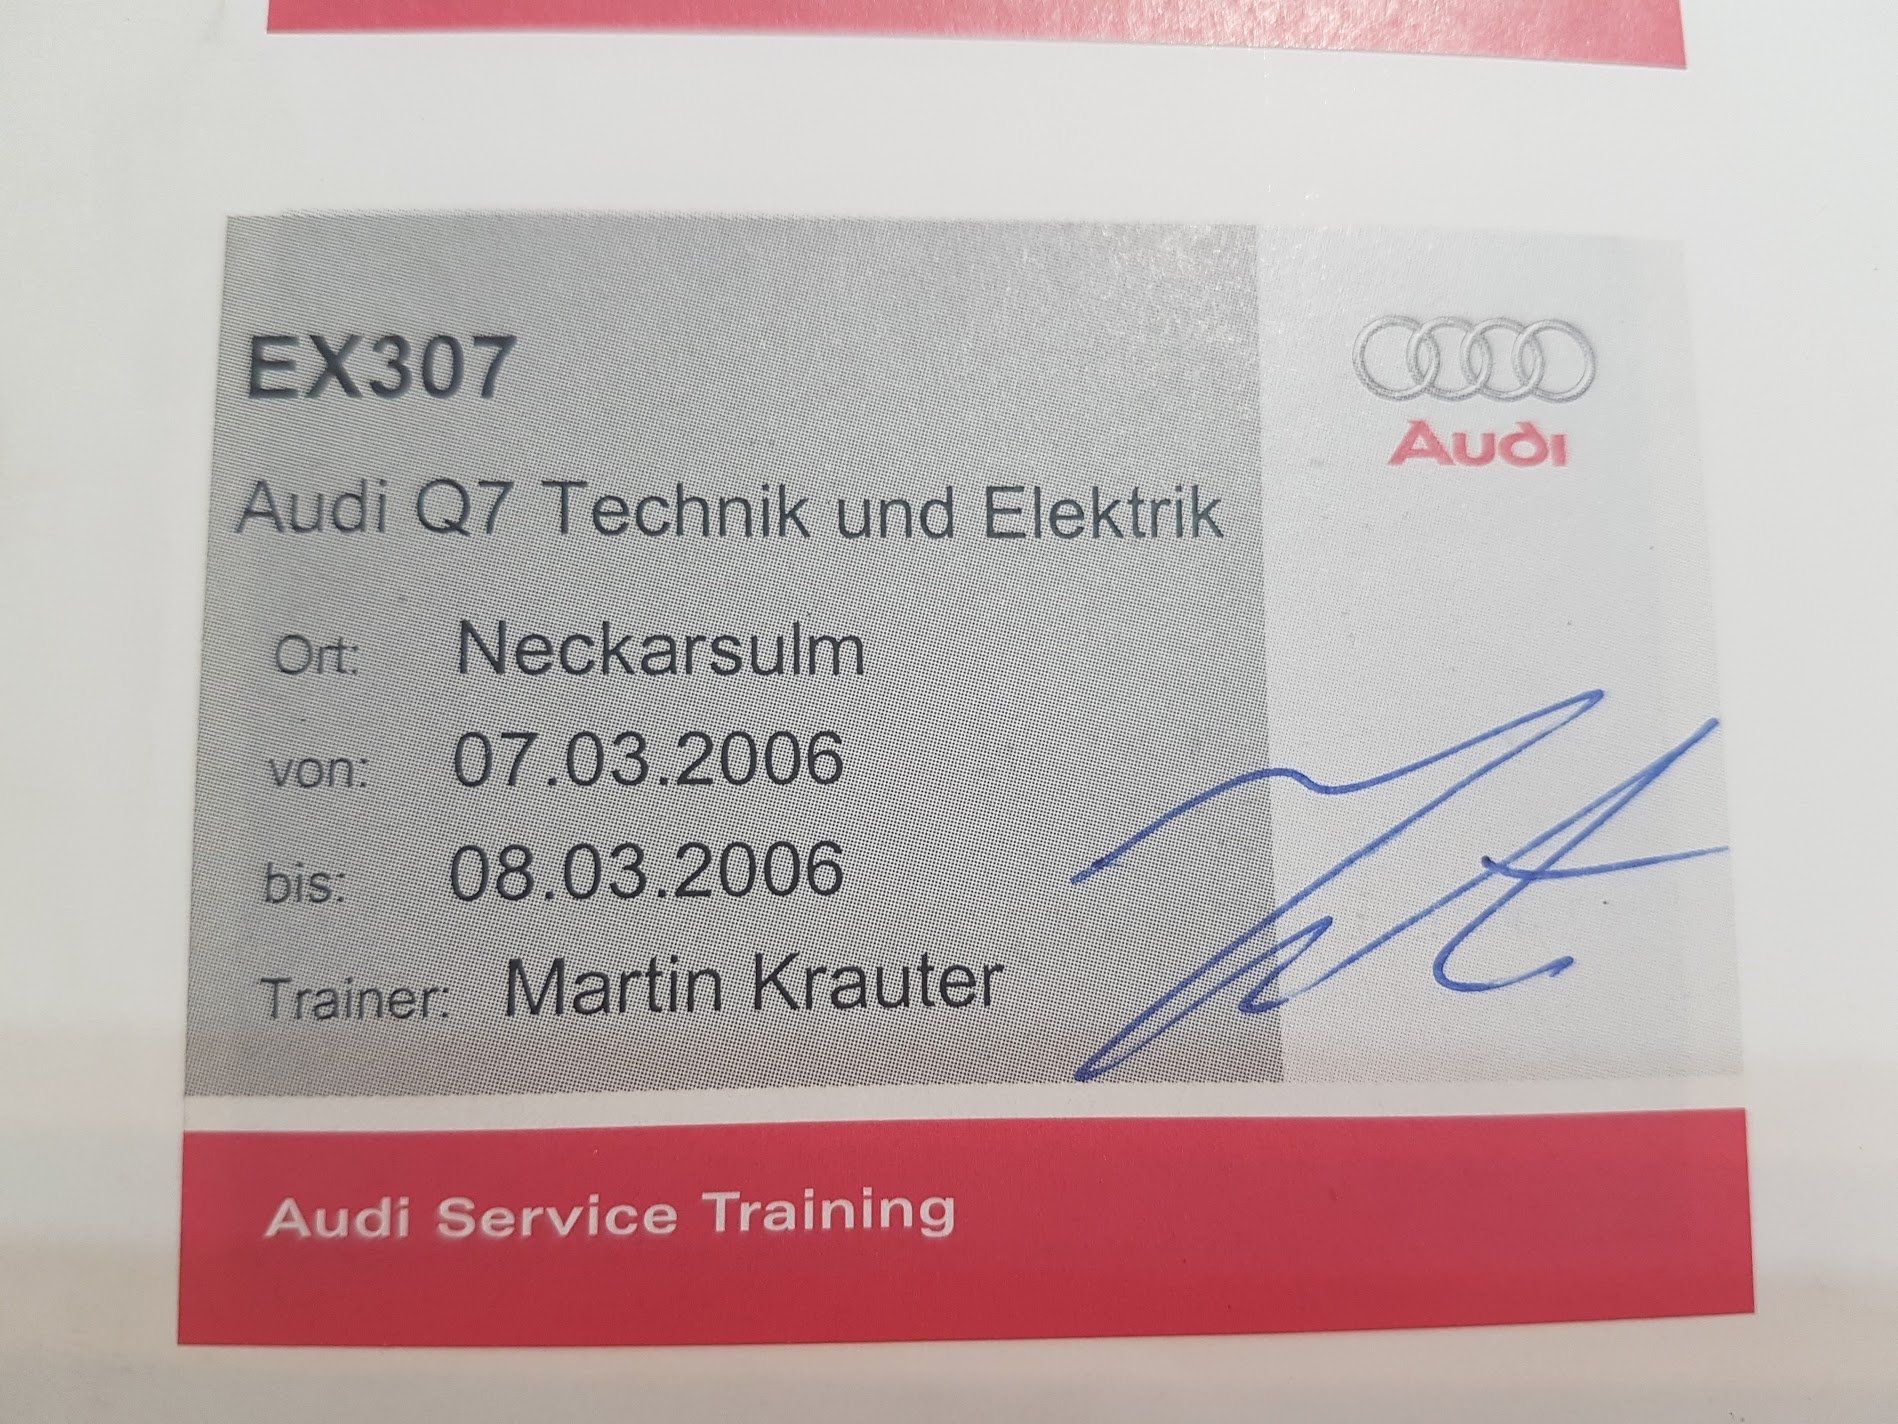 EX307
Audi
Audi Q7 Technik und Elektrik
Ort: Neckarsulm
von: 07.03.2006
bis: 08.03.2006
Trainer: Martin Krauter
Audi Service Training